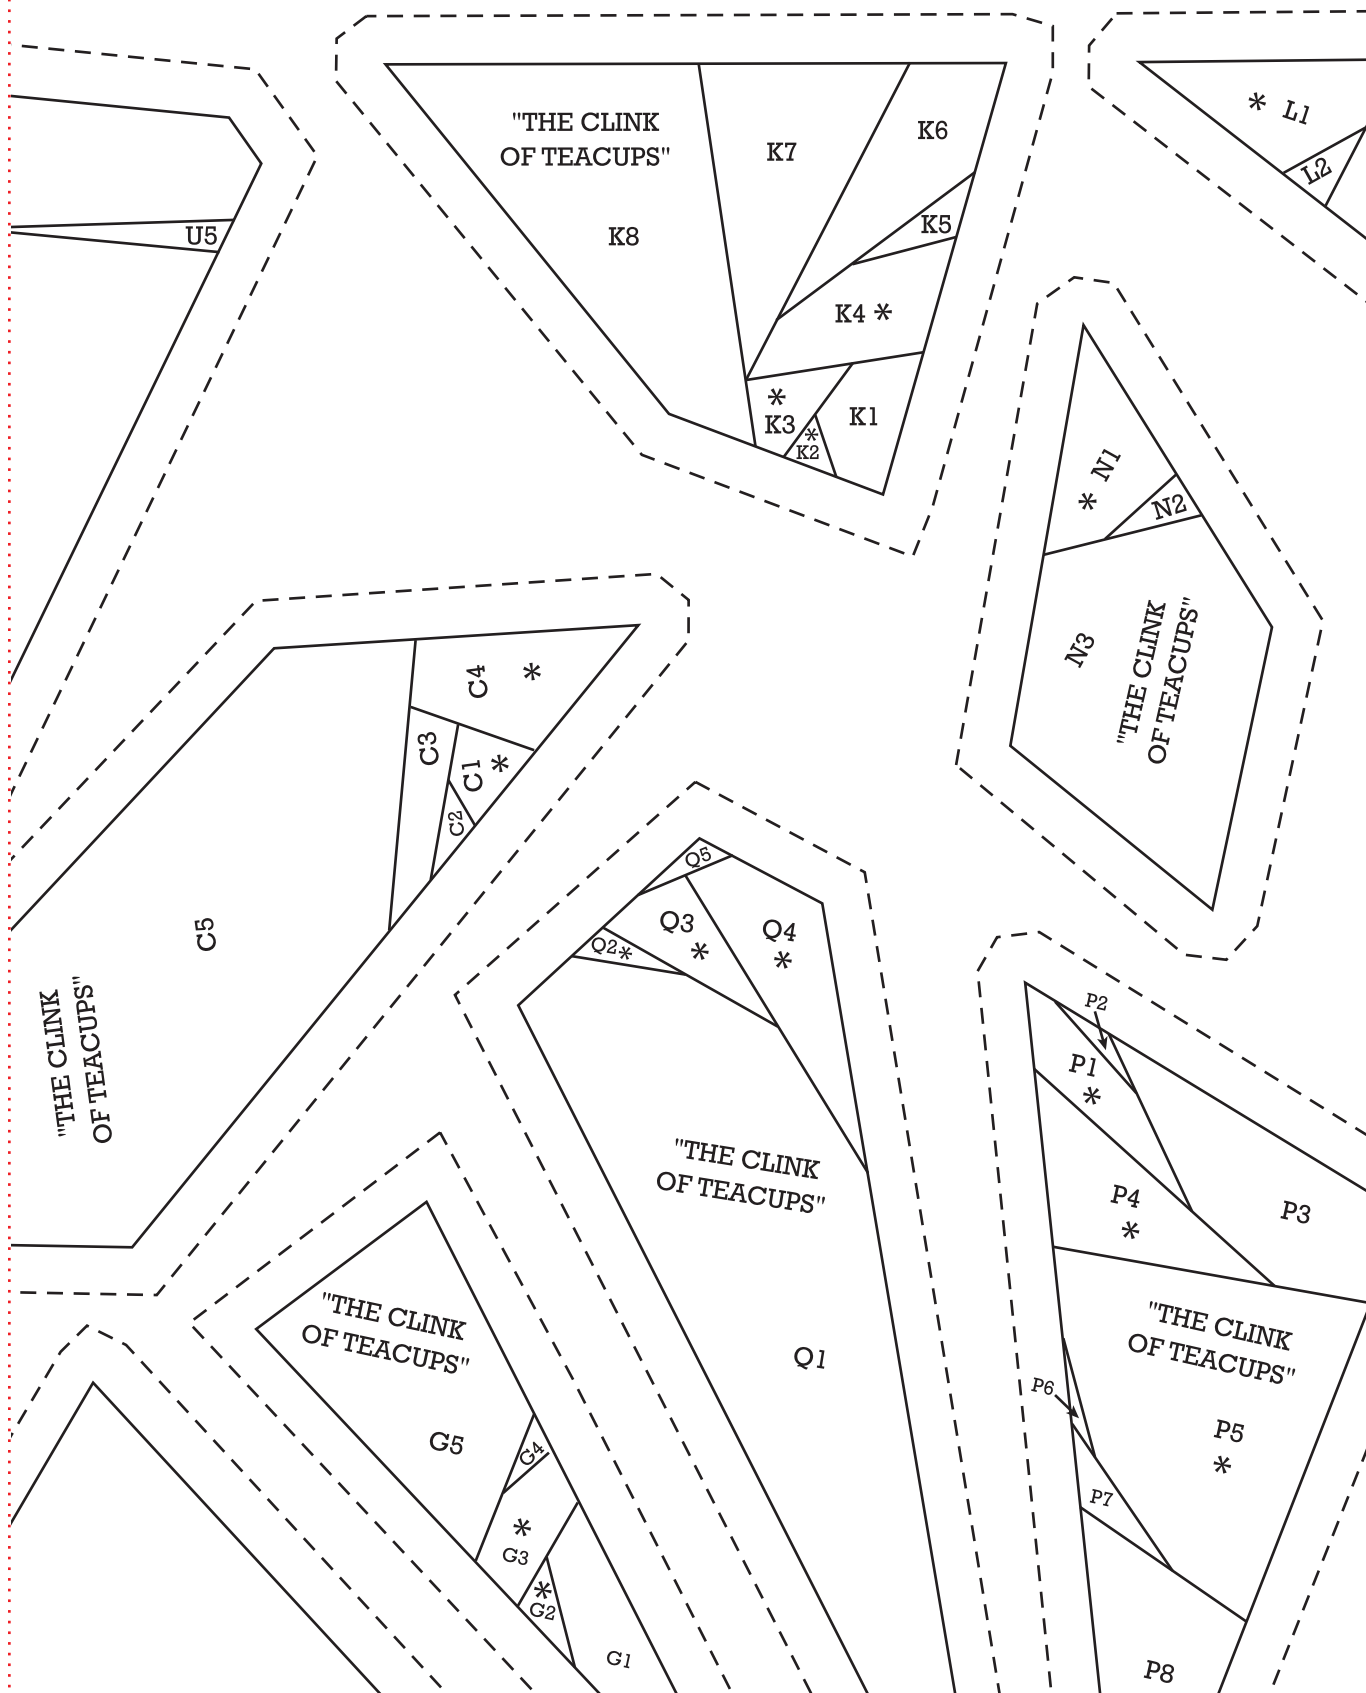 "THE CLINK
OF TEACUPS"
K8
K7
K6
K5
K4 *
*
K3
*
K2
K1
* L1
L2
U5
* N1
N2
N3
"THE CLINK
OF TEACUPS"
C4 *
C3
C1 *
C2
C5
"THE CLINK
OF TEACUPS"
Q5
Q3
*
Q4
*
Q2*
"THE CLINK
OF TEACUPS"
Q1
P2
P1
*
P4
*
P3
"THE CLINK
OF TEACUPS"
P6
P5
*
P7
P8
"THE CLINK
OF TEACUPS"
G5
G4
*
G3
*
G2
G1